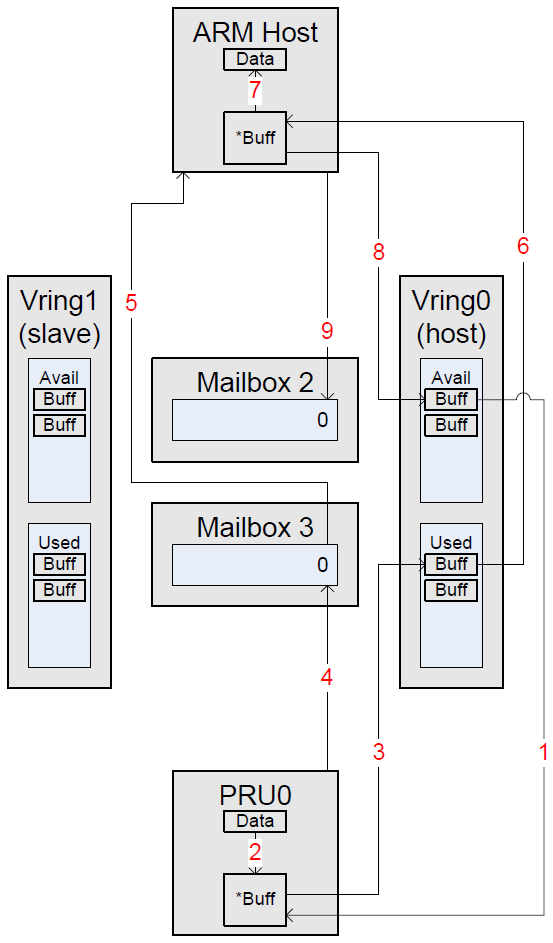 ARM Host
Data
7
*Buff
6
8
5
9
Vring1
(slave)
Avail
Buff
Buff
Used
Buff
Buff
Mailbox 2
0
Mailbox 3
0
Vring0
(host)
Avail
Buff
Buff
Used
Buff
Buff
4
3
1
PRU0
Data
2
*Buff